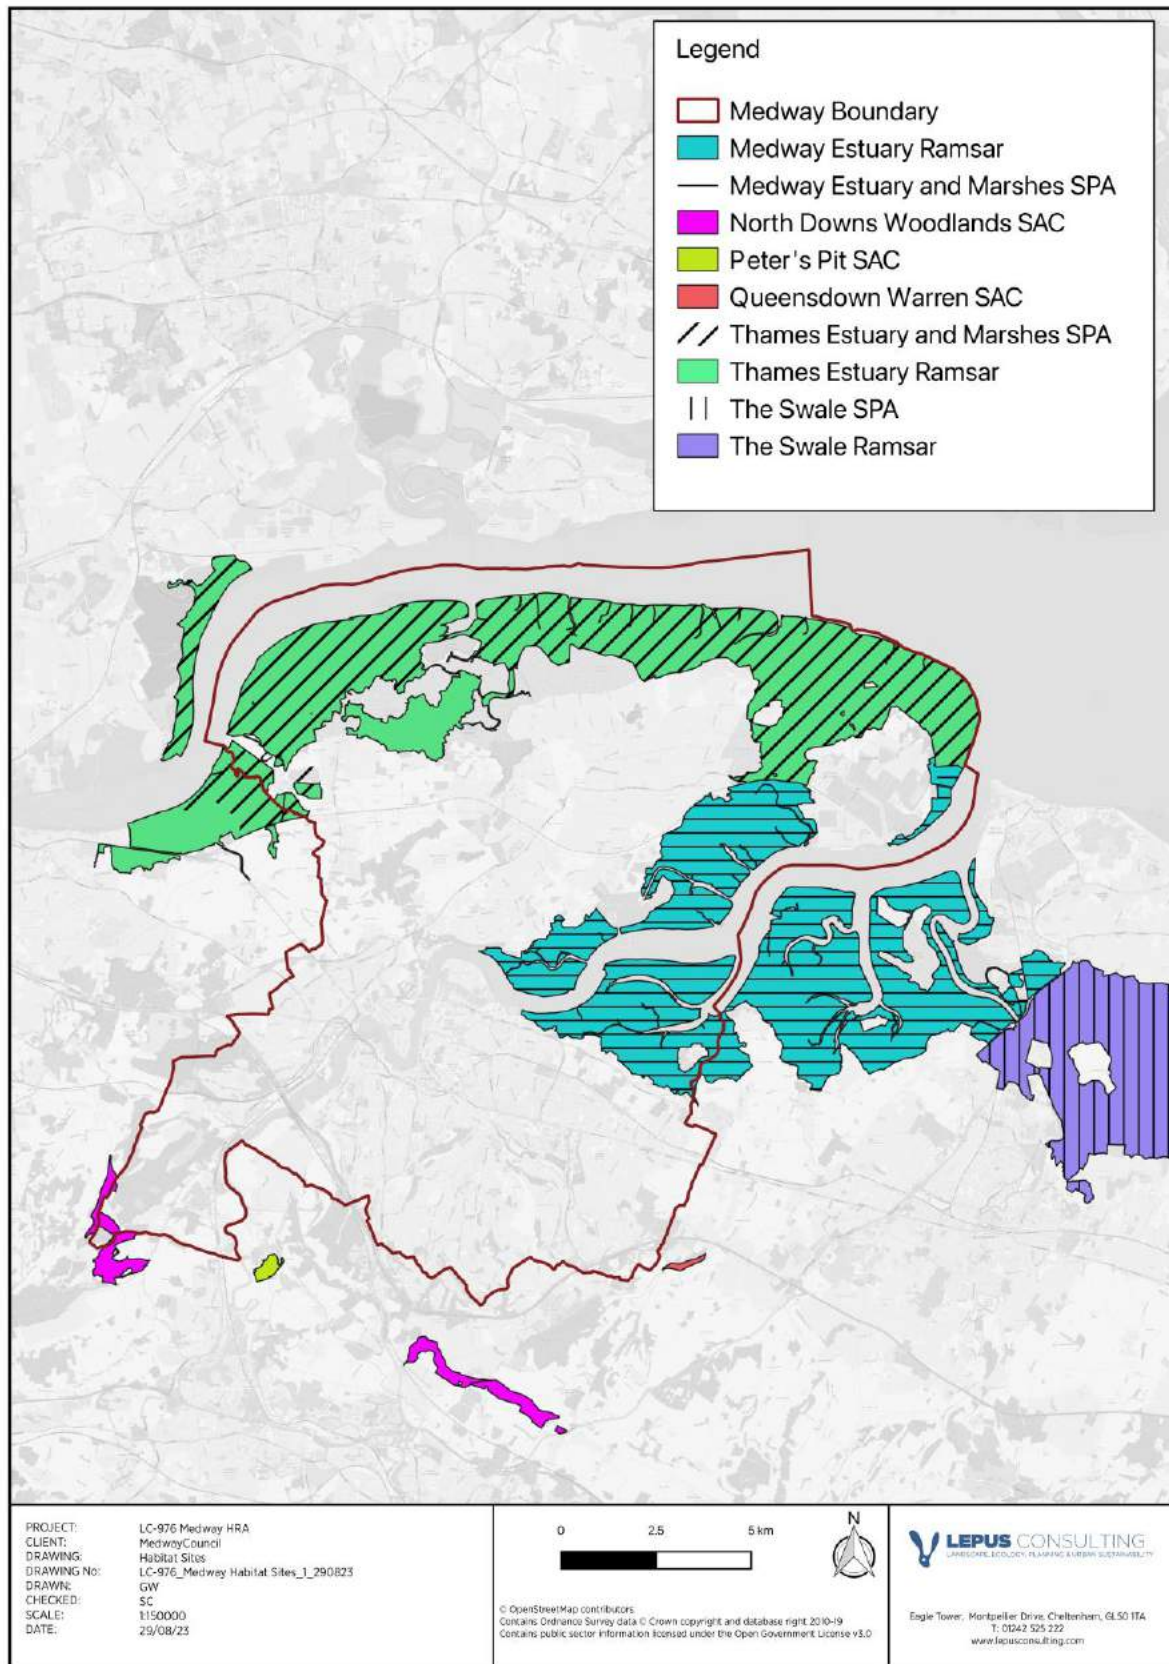 Legend
Medway Boundary
Medway Estuary Ramsar
Medway Estuary and Marshes SPA
North Downs Woodlands SAC
Peter's Pit SAC
Queensdown Warren SAC
Thames Estuary and Marshes SPA
Thames Estuary Ramsar
The Swale SPA
The Swale Ramsar
PROJECT: LC-976 Medway HRA
CLIENT: MedwayCouncil
DRAWING: Habitat Sites
DRAWING No: LC-976_Medway Habitat Sites_1_290823
DRAWN: GW
CHECKED: SC
SCALE: 1:150000
DATE: 29/08/23
0 2.5 5 km
N
© OpenStreetMap contributors
Contains Ordnance Survey data © Crown copyright and database right 2010-19
Contains public sector information licensed under the Open Government License v3.0
LEPUS CONSULTING
LANDSCAPE, ECOLOGY, PLANNING & URBAN SUSTAINABILITY
Eagle Tower, Montpellier Drive, Cheltenham, GL50 1TA
T: 01242 525 222
www.lepusconsulting.com